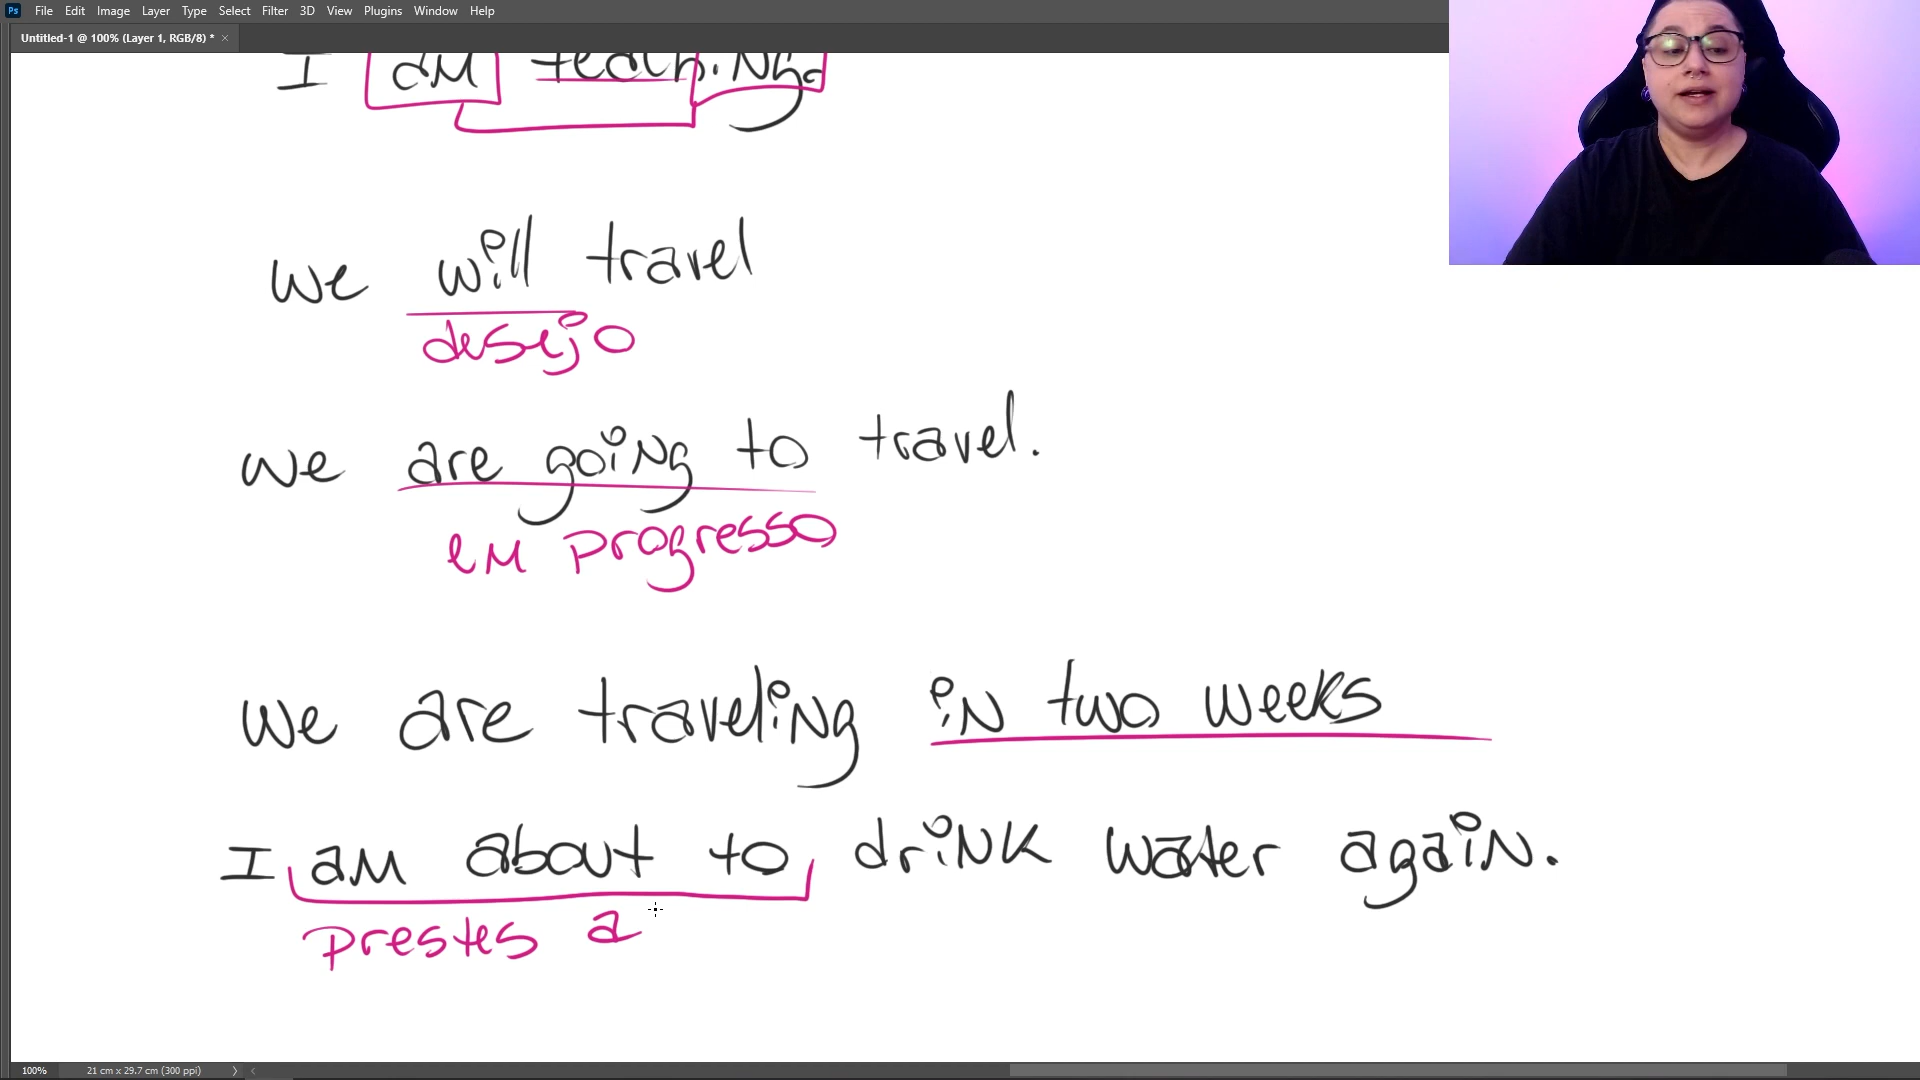 File Edit Image Layer Type Select Filter 3D View Plugins Window Help
Untitled-1 @ 100% (Layer 1, RGB/8) * ×
I am teaching
we will travel
desejo
we are going to travel.
em progresso
we are traveling in two weeks
I am about to drink water again.
prestes a
100% 21 cm x 29.7 cm (300 ppi)